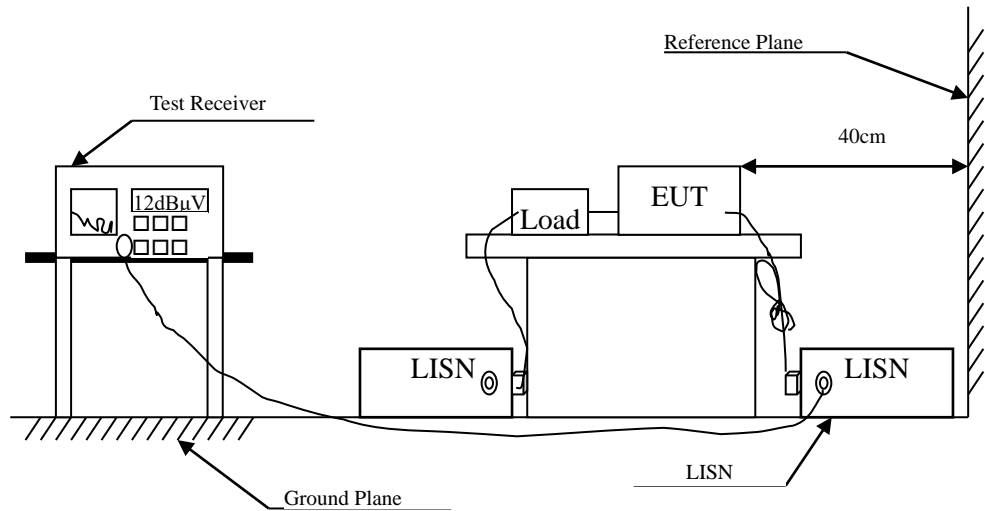 Reference Plane
Test Receiver
40cm
12dBμV
Load
EUT
LISN
LISN
LISN
Ground Plane